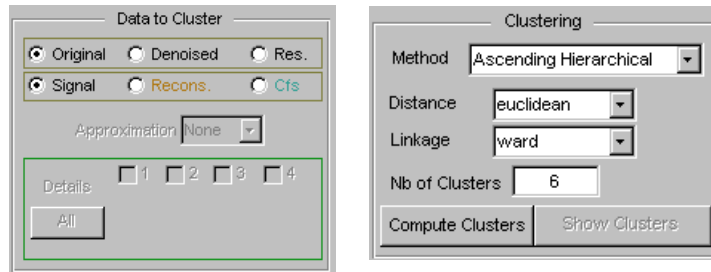 Data to Cluster
Original Denoised Res.
Signal Recons. Cfs
Approximation None
Details 1 2 3 4
All
Clustering
Method Ascending Hierarchical
Distance euclidean
Linkage ward
Nb of Clusters 6
Compute Clusters Show Clusters